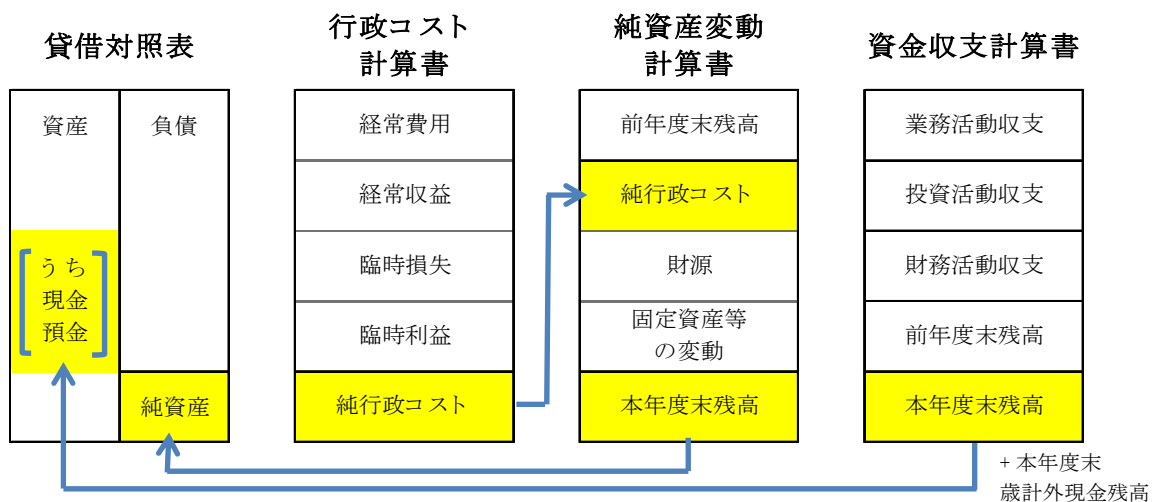 貸借対照表
資産
負債
うち
現金
預金
純資産
行政コスト
計算書
経常費用
経常収益
臨時損失
臨時利益
純行政コスト
純資産変動
計算書
前年度末残高
純行政コスト
財源
固定資産等
の変動
本年度末残高
資金収支計算書
業務活動収支
投資活動収支
財務活動収支
前年度末残高
本年度末残高
+ 本年度末
歳計外現金残高